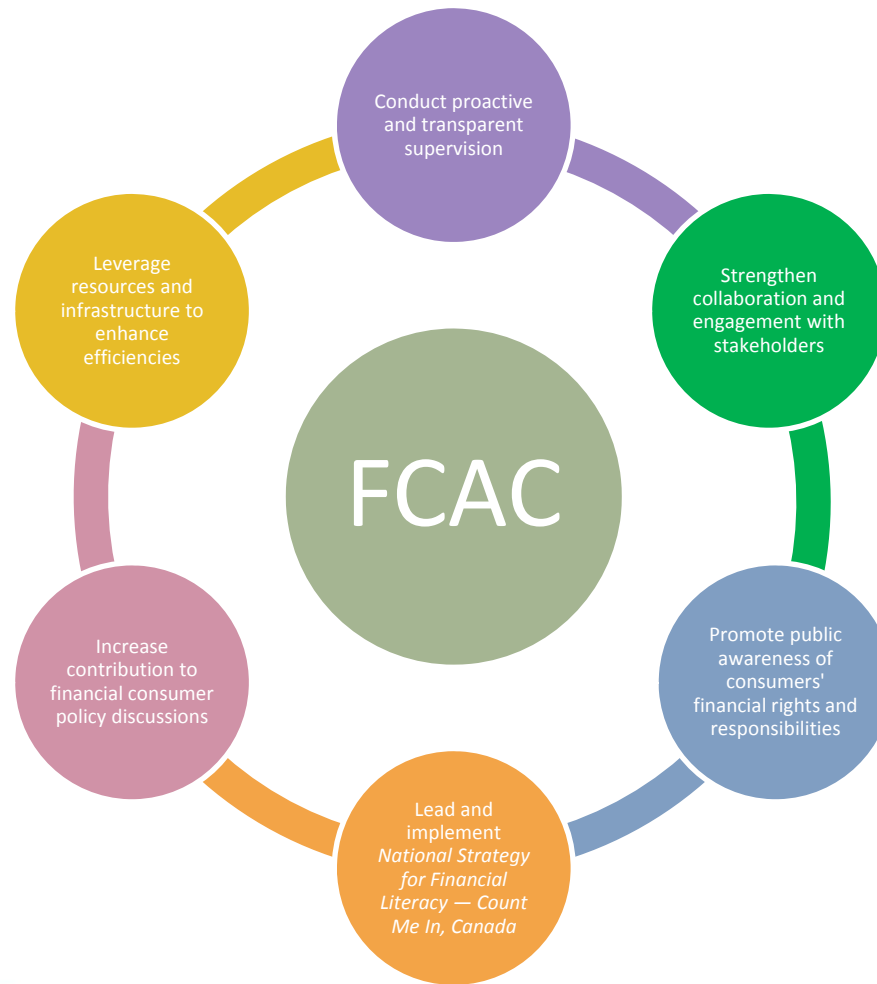 Conduct proactive
and transparent
supervision
Strengthen
collaboration and
engagement with
stakeholders
Promote public
awareness of
consumers'
financial rights and
responsibilities
Lead and
implement
National Strategy
for Financial
Literacy — Count
Me In, Canada
Increase
contribution to
financial consumer
policy discussions
Leverage
resources and
infrastructure to
enhance
efficiencies
FCAC